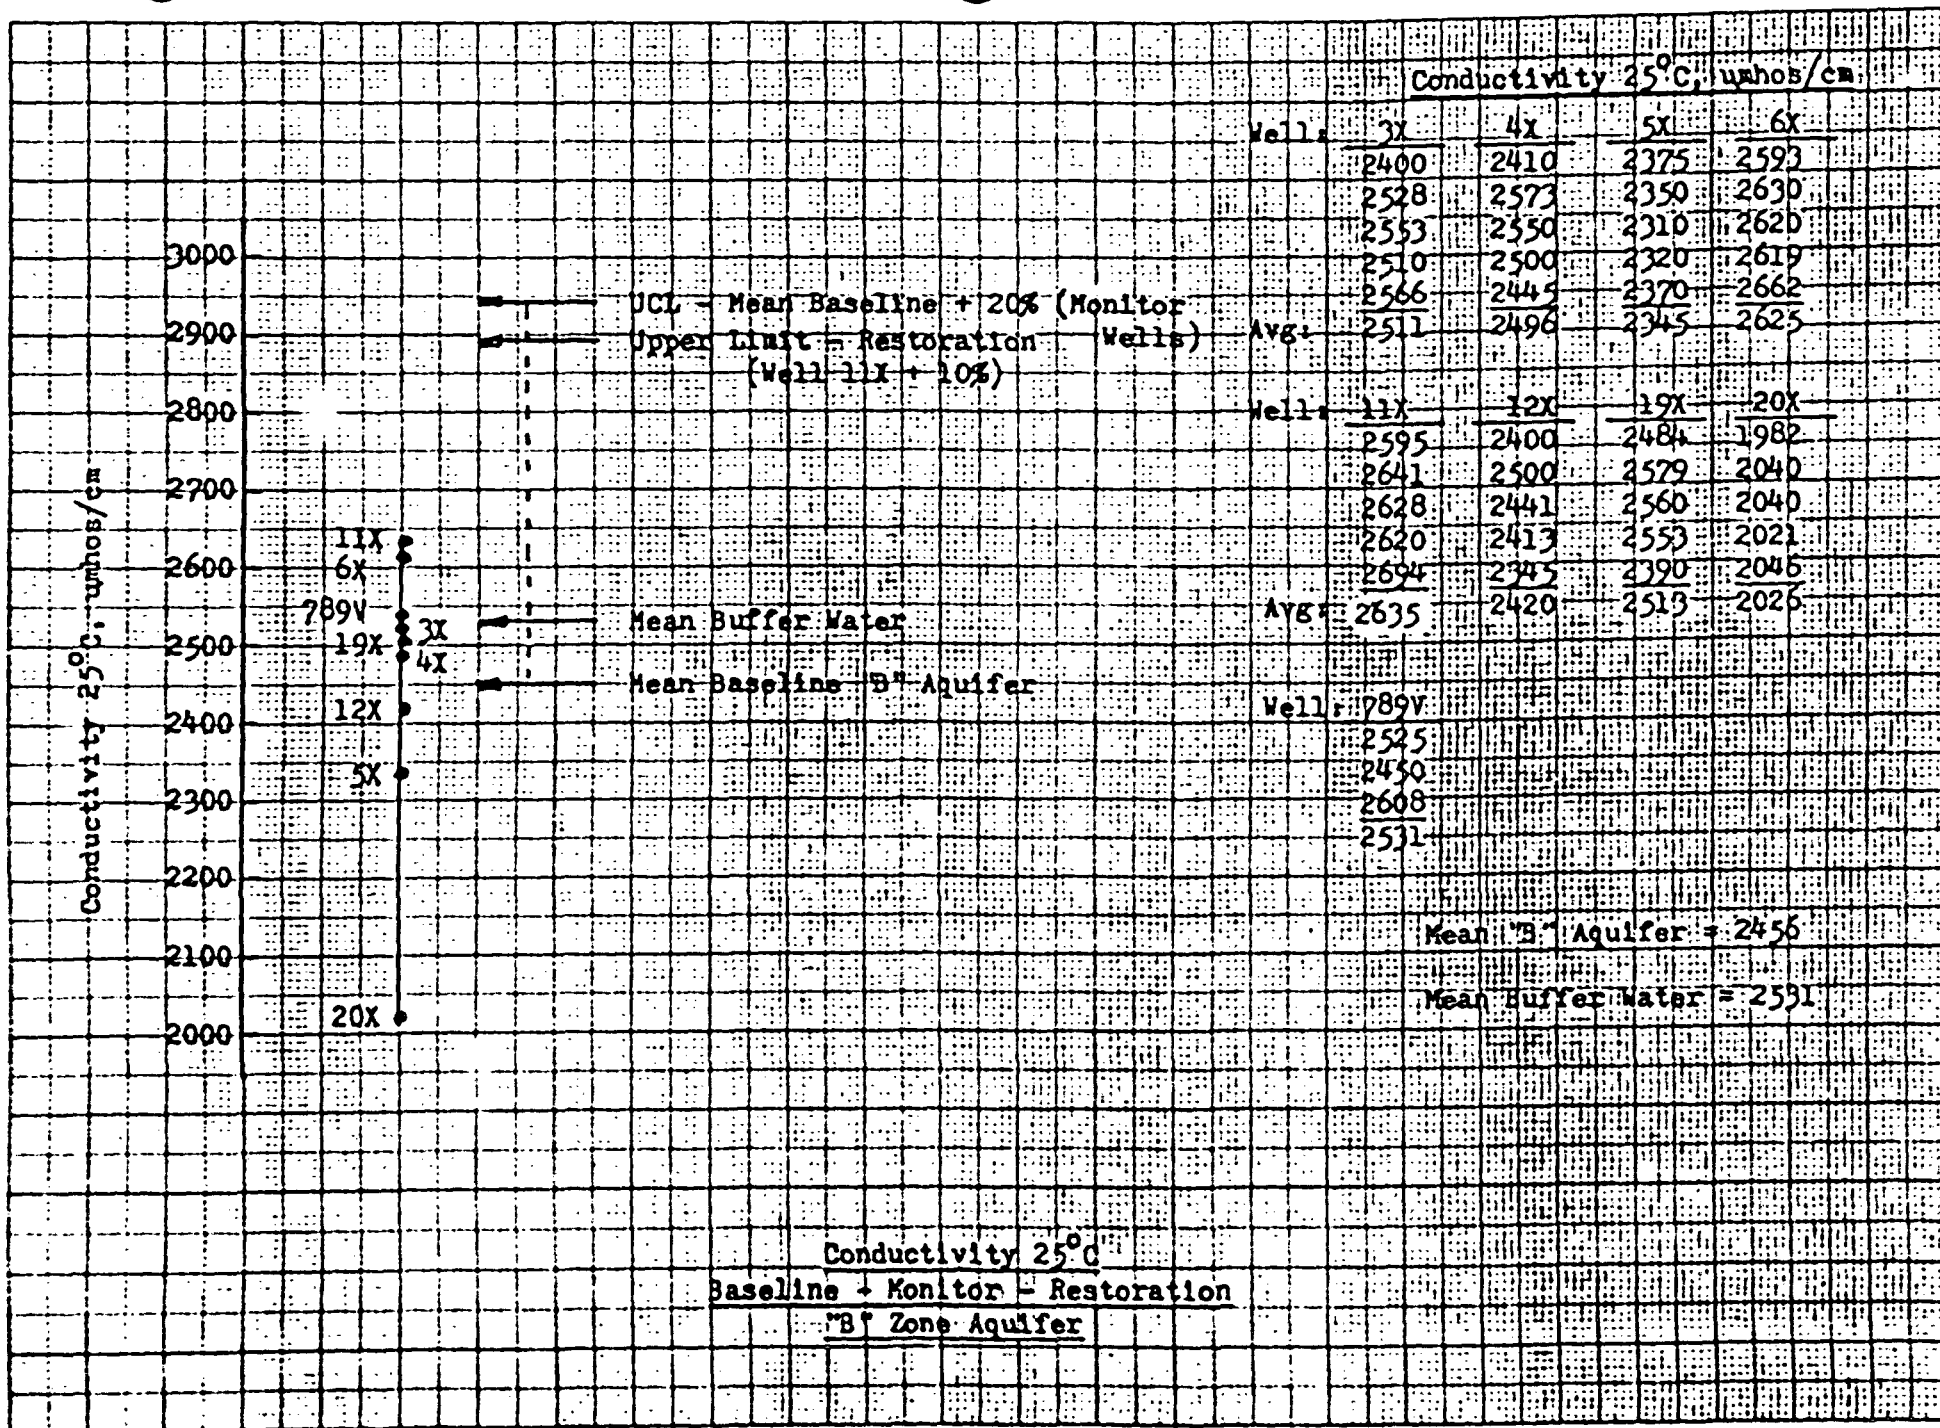 Conductivity 25°C, umhos/cm
Well: 3X 4X 5X 6X
2400 2410 2375 2593
2528 2573 2350 2630
2553 2550 2310 2620
2510 2500 2320 2619
2566 2445 2370 2662
Avg: 2511 2496 2345 2625
Well: 11X 12X 19X 20X
2595 2400 2484 1982
2641 2500 2579 2040
2628 2441 2560 2040
2620 2413 2553 2021
2694 2345 2390 2046
Avg: 2635 2420 2513 2026
Well: 789V
2525
2450
2608
2531
Mean "B" Aquifer = 2456
Mean Buffer Water = 2531
Conductivity 25°C, umhos/cm
3000
2900
2800
2700
2600
2500
2400
2300
2200
2100
2000
11X
6X
789V
3X
19X
4X
12X
5X
20X
UCL - Mean Baseline + 20% (Monitor
Wells)
Upper Limit - Restoration
(Well 11X + 10%)
Mean Buffer Water
Mean Baseline "B" Aquifer
Conductivity 25°C
Baseline - Monitor - Restoration
"B" Zone Aquifer